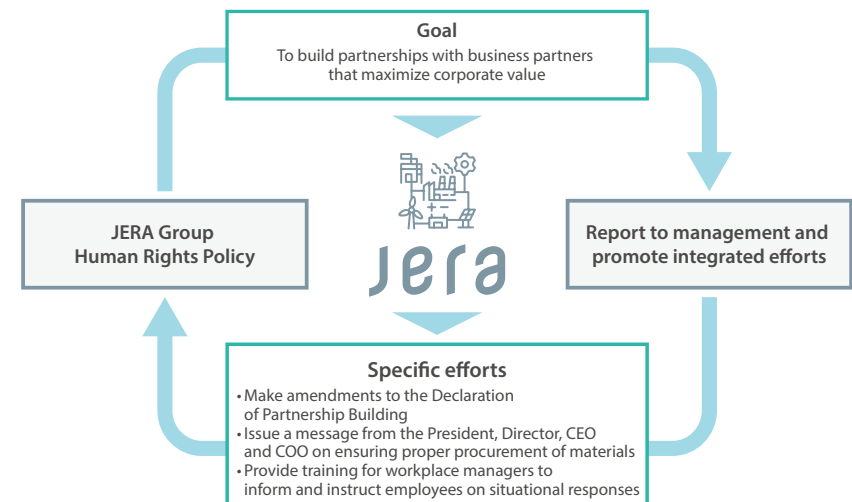 Goal
To build partnerships with business partners
that maximize corporate value
JERA Group
Human Rights Policy
Jera
Report to management and
promote integrated efforts
Specific efforts
• Make amendments to the Declaration
of Partnership Building
• Issue a message from the President, Director, CEO
and COO on ensuring proper procurement of materials
• Provide training for workplace managers to
inform and instruct employees on situational responses